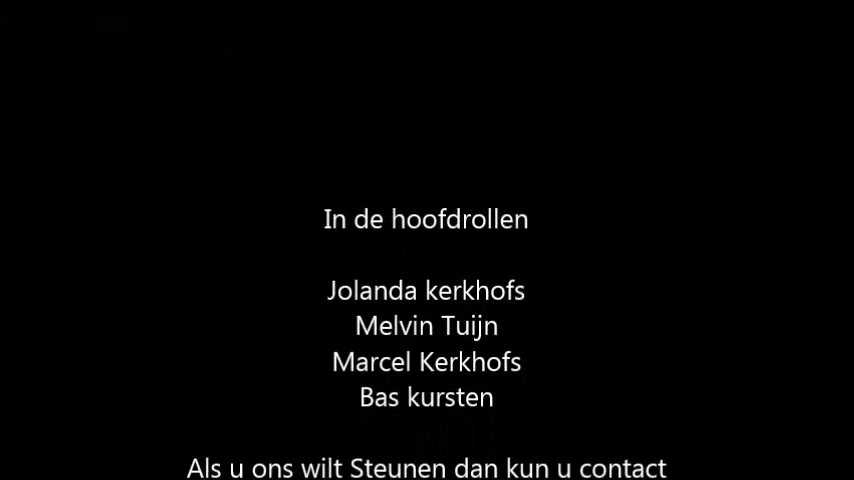 In de hoofdrollen
Jolanda kerkhofs
Melvin Tuijn
Marcel Kerkhofs
Bas kursten
Als u ons wilt Steunen dan kun u contact